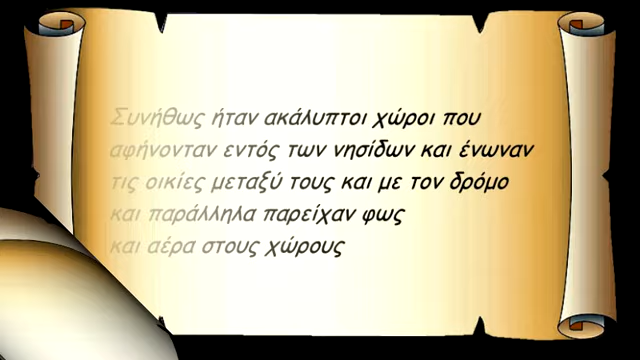 Συνήθως ήταν ακάλυπτοι χώροι που
αφήνονταν εντός των νησίδων και ένωναν
τις οικίες μεταξύ τους και με τον δρόμο
και παράλληλα παρείχαν φως
και αέρα στους χώρους